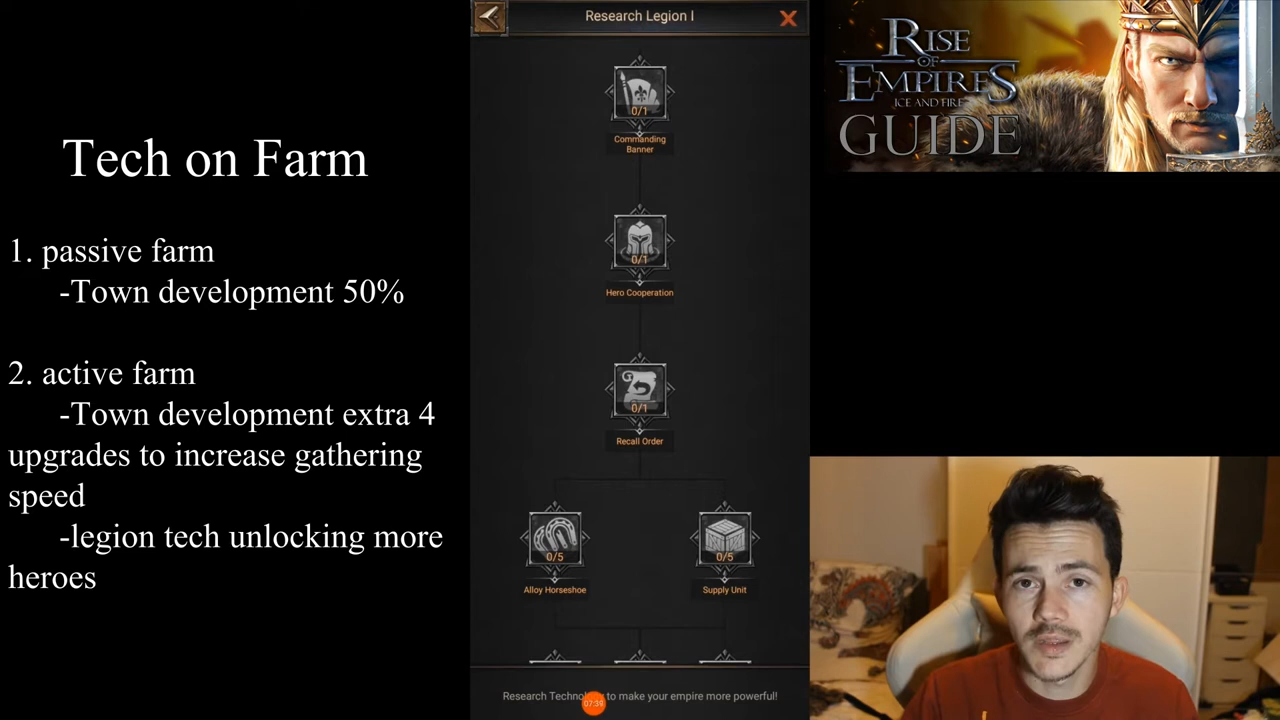 Tech on Farm
1. passive farm
-Town development 50%
2. active farm
-Town development extra 4
upgrades to increase gathering
speed
-legion tech unlocking more
heroes
Research Legion I
0/1
Commanding
Banner
0/1
Hero Cooperation
0/1
Recall Order
0/5
Alloy Horseshoe
0/5
Supply Unit
Research Technology to make your empire more powerful!
07:39
RISE
OF
EMPIRES
ICE AND FIRE
GUIDE